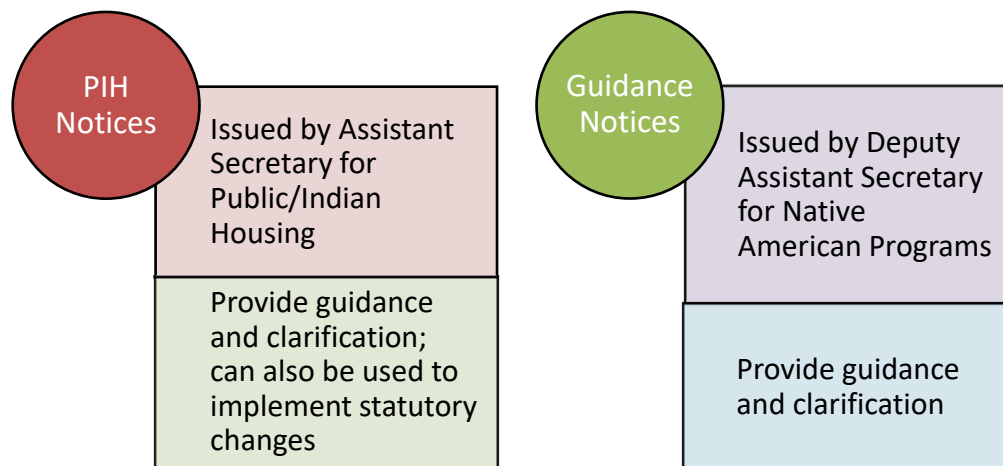 PIH
Notices
Issued by Assistant
Secretary for
Public/Indian
Housing
Provide guidance
and clarification;
can also be used to
implement statutory
changes
Guidance
Notices
Issued by Deputy
Assistant Secretary
for Native
American Programs
Provide guidance
and clarification